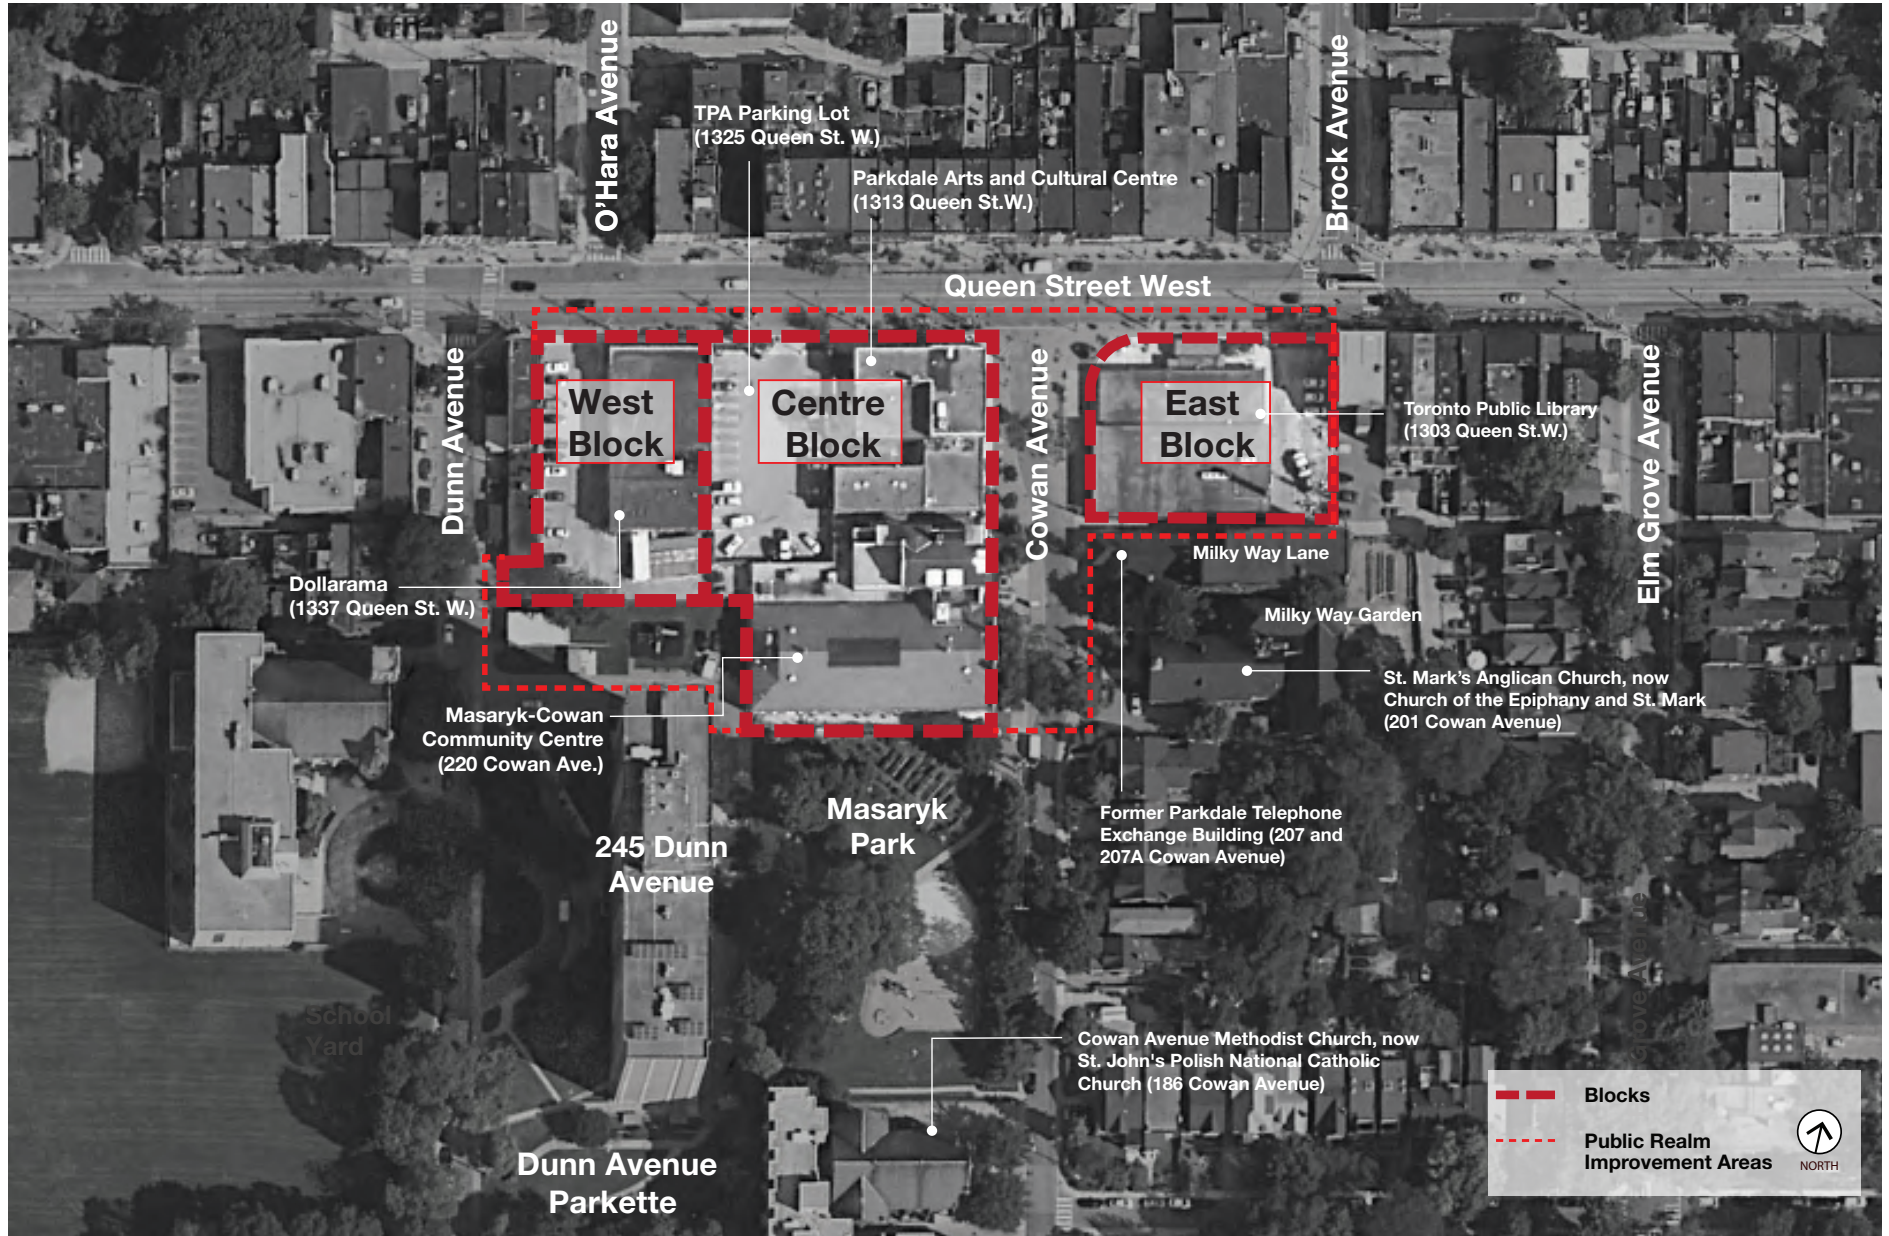 O'Hara Avenue
Brock Avenue
TPA Parking Lot
(1325 Queen St. W.)
Parkdale Arts and Cultural Centre
(1313 Queen St.W.)
Queen Street West
Dunn Avenue
West
Block
Centre
Block
Cowan Avenue
East
Block
Toronto Public Library
(1303 Queen St.W.)
Elm Grove Avenue
Milky Way Lane
Dollarama
(1337 Queen St. W.)
Milky Way Garden
St. Mark's Anglican Church, now
Church of the Epiphany and St. Mark
(201 Cowan Avenue)
Masaryk-Cowan
Community Centre
(220 Cowan Ave.)
Masaryk
Park
Former Parkdale Telephone
Exchange Building (207 and
207A Cowan Avenue)
245 Dunn
Avenue
School
Yard
Cowan Avenue Methodist Church, now
St. John's Polish National Catholic
Church (186 Cowan Avenue)
Dunn Avenue
Parkette
Blocks
Public Realm
Improvement Areas
NORTH